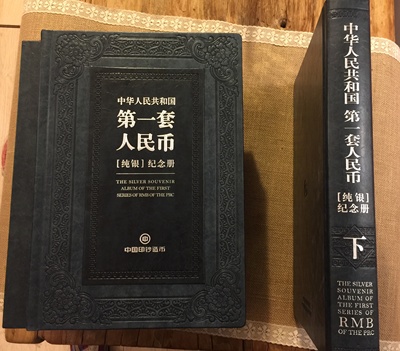 中华人民共和国
第一套
人民币
[纯银] 纪念册
THE SILVER SOUVENIR
ALBUM OF THE FIRST
SERIES OF RMB OF THE PRC
中国印钞造币
中华人民共和国 第一套人民币
[纯银]
纪念册
下
THE SILVER
SOUVENIR
ALBUM OF
THE FIRST
SERIES OF
RMB
OF THE PRC